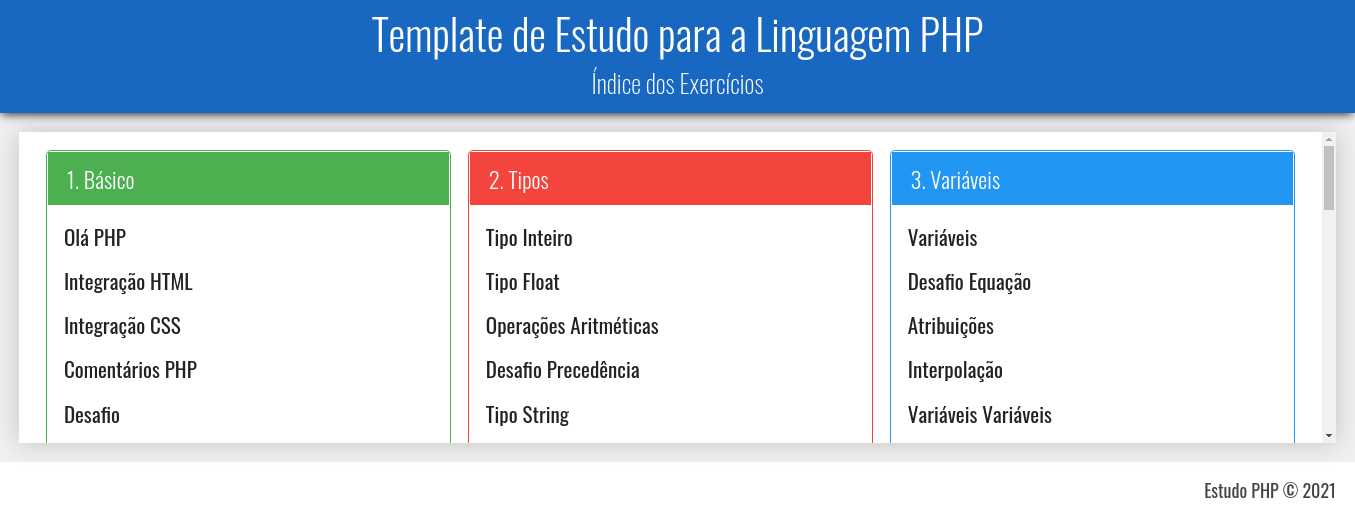 Template de Estudo para a Linguagem PHP
Índice dos Exercícios
1. Básico
Olá PHP
Integração HTML
Integração CSS
Comentários PHP
Desafio
2. Tipos
Tipo Inteiro
Tipo Float
Operações Aritméticas
Desafio Precedência
Tipo String
3. Variáveis
Variáveis
Desafio Equação
Atribuições
Interpolação
Variáveis Variáveis
Estudo PHP © 2021